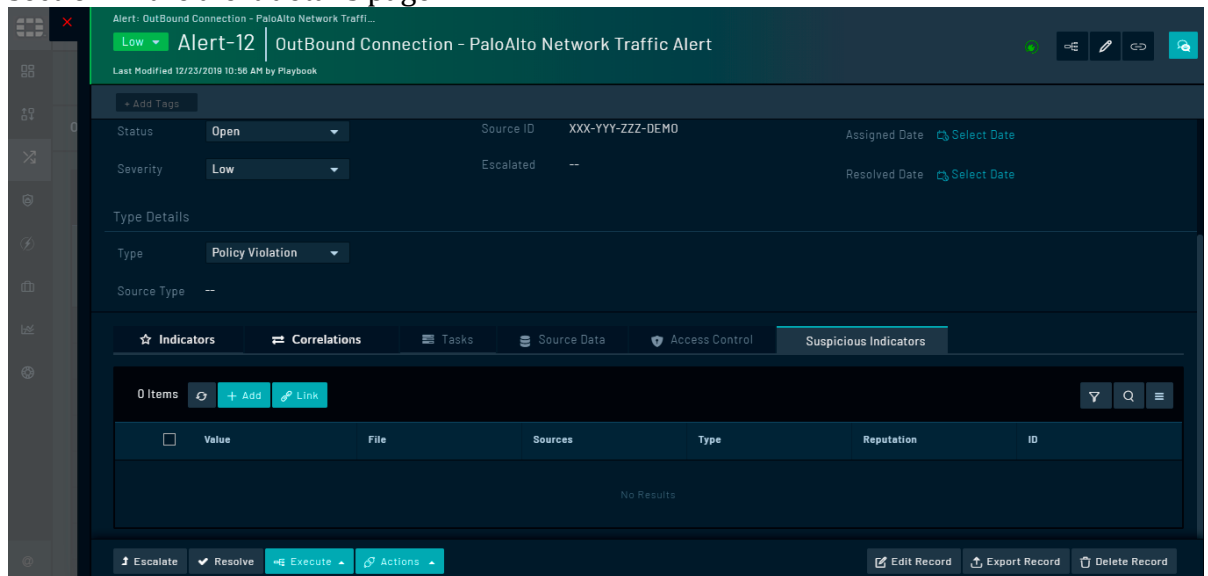 Alert: OutBound Connection - PaloAlto Network Traffi...
Low Alert-12 OutBound Connection - PaloAlto Network Traffic Alert
Last Modified 12/23/2019 10:56 AM by Playbook
+ Add Tags
Status Open Source ID XXX-YYY-ZZZ-DEMO Assigned Date Select Date
Severity Low Escalated -- Resolved Date Select Date
Type Details
Type Policy Violation
Source Type --
Indicators Correlations Tasks Source Data Access Control Suspicious Indicators
0 Items + Add Link
Value File Sources Type Reputation ID
No Results
Escalate Resolve Execute Actions Edit Record Export Record Delete Record